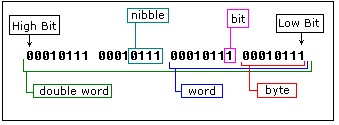 nibble
bit
High Bit
Low Bit
00010111 00010111 00010111 00010111
double word
word
byte